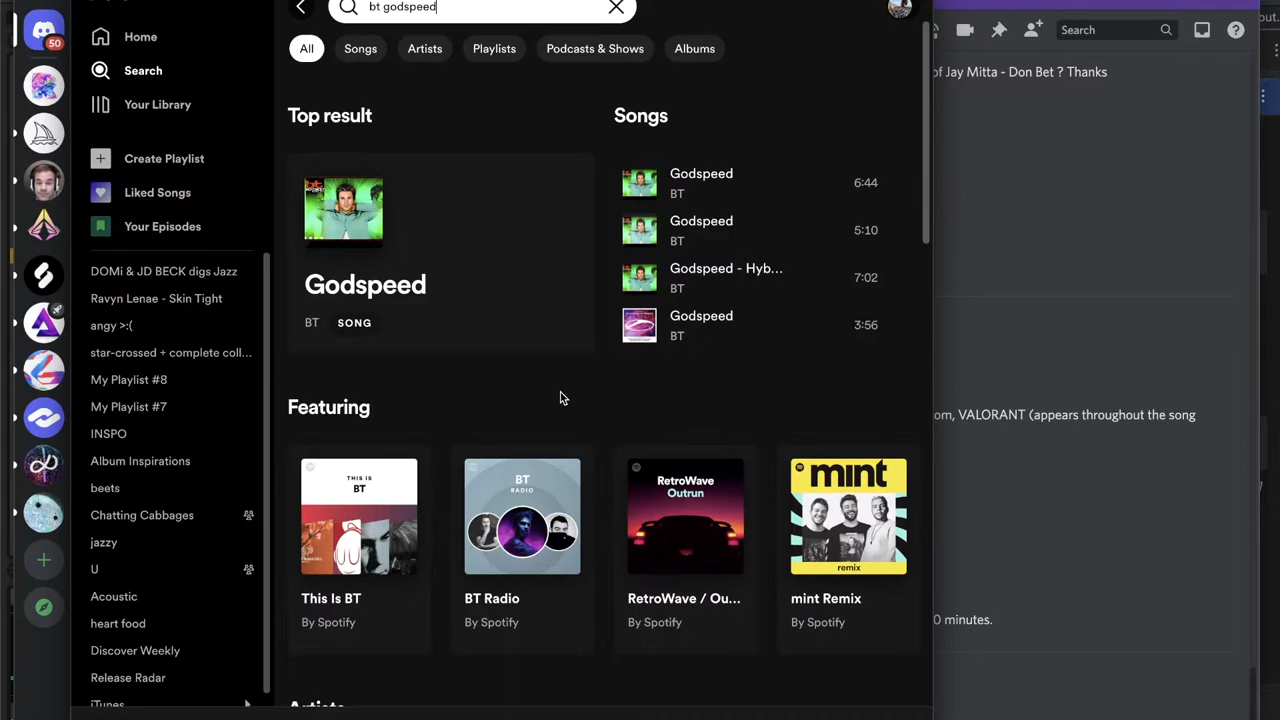 bt godspeed
50
Home
Search
Your Library
Create Playlist
Liked Songs
Your Episodes
DOMi & JD BECK digs Jazz
Ravyn Lenae - Skin Tight
angy >:(
star-crossed + complete coll...
My Playlist #8
My Playlist #7
INSPO
Album Inspirations
beets
Chatting Cabbages
jazzy
U
Acoustic
heart food
Discover Weekly
Release Radar
iTunes
All
Songs
Artists
Playlists
Podcasts & Shows
Albums
Top result
Godspeed
BT
SONG
Songs
Godspeed
BT
6:44
Godspeed
BT
5:10
Godspeed - Hyb...
BT
7:02
Godspeed
BT
3:56
Featuring
THIS IS
BT
This Is BT
By Spotify
BT
RADIO
BT Radio
By Spotify
RetroWave
Outrun
RetroWave / Ou...
By Spotify
mint
remix
mint Remix
By Spotify
Artists
Search
of Jay Mitta - Don Bet ? Thanks
om, VALORANT (appears throughout the song
0 minutes.
out.